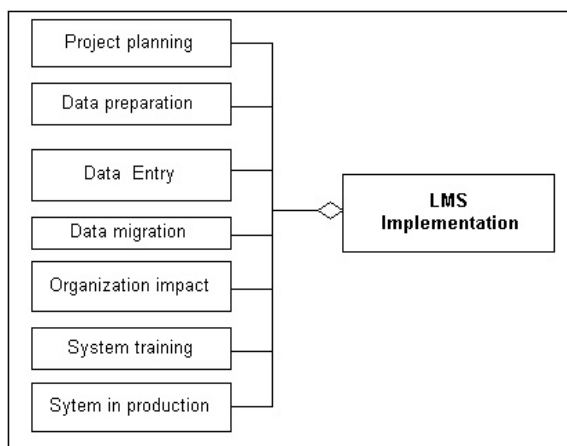 Project planning
Data preparation
Data Entry
Data migration
Organization impact
System training
Sytem in production
LMS
Implementation